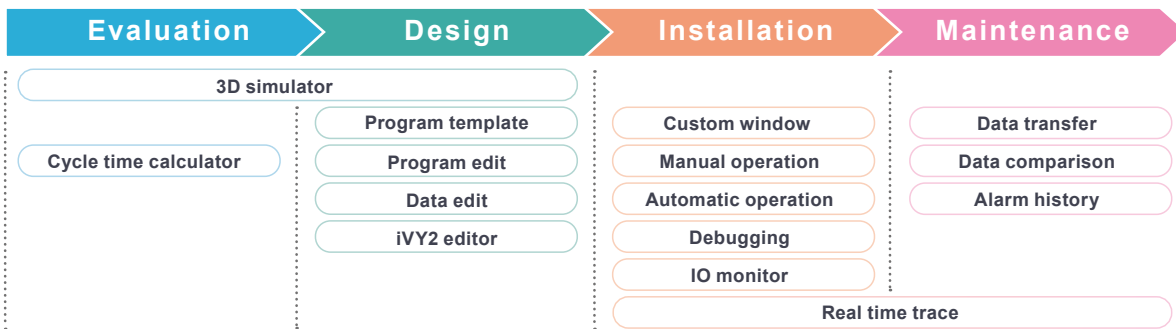 Evaluation
Design
Installation
Maintenance
3D simulator
Program template
Custom window
Data transfer
Cycle time calculator
Program edit
Manual operation
Data comparison
Data edit
Automatic operation
Alarm history
iVY2 editor
Debugging
IO monitor
Real time trace